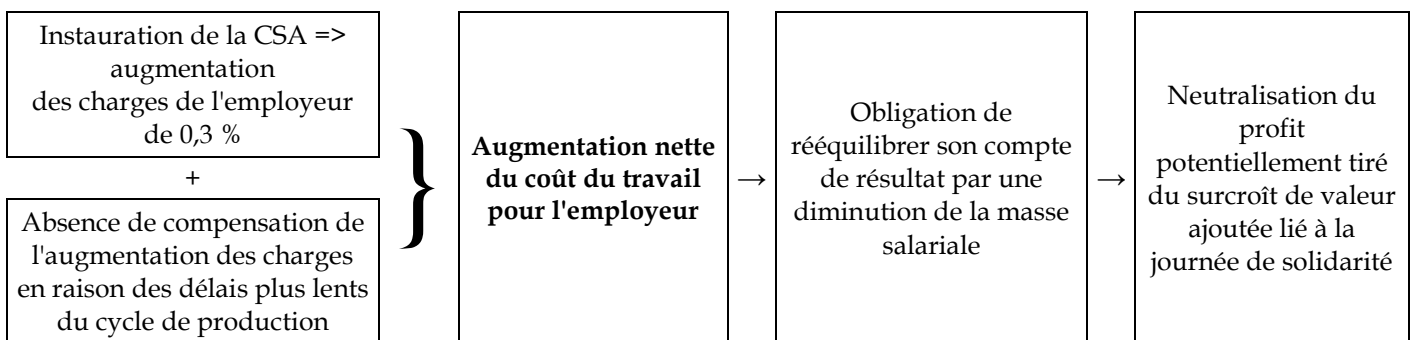 Instauration de la CSA =>
augmentation
des charges de l'employeur
de 0,3 %
+
Absence de compensation de
l'augmentation des charges
en raison des délais plus lents
du cycle de production
}
Augmentation nette
du coût du travail
pour l'employeur
→
Obligation de
rééquilibrer son compte
de résultat par une
diminution de la masse
salariale
→
Neutralisation du
profit
potentiellement tiré
du surcroît de valeur
ajoutée lié à la
journée de solidarité